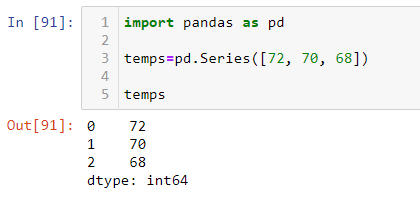 In [91]:
1 import pandas as pd
2
3 temps=pd.Series([72, 70, 68])
4
5 temps
Out[91]:
0    72
1    70
2    68
dtype: int64